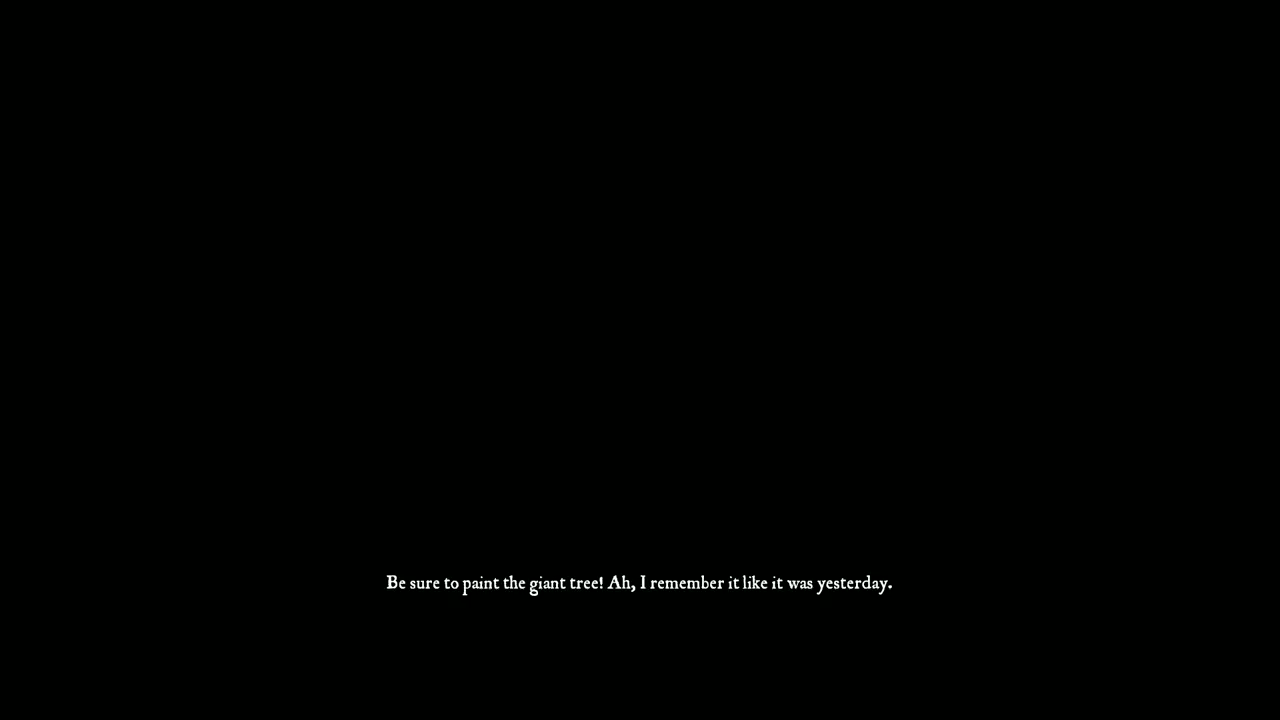 Be sure to paint the giant tree! Ah, I remember it like it was yesterday.